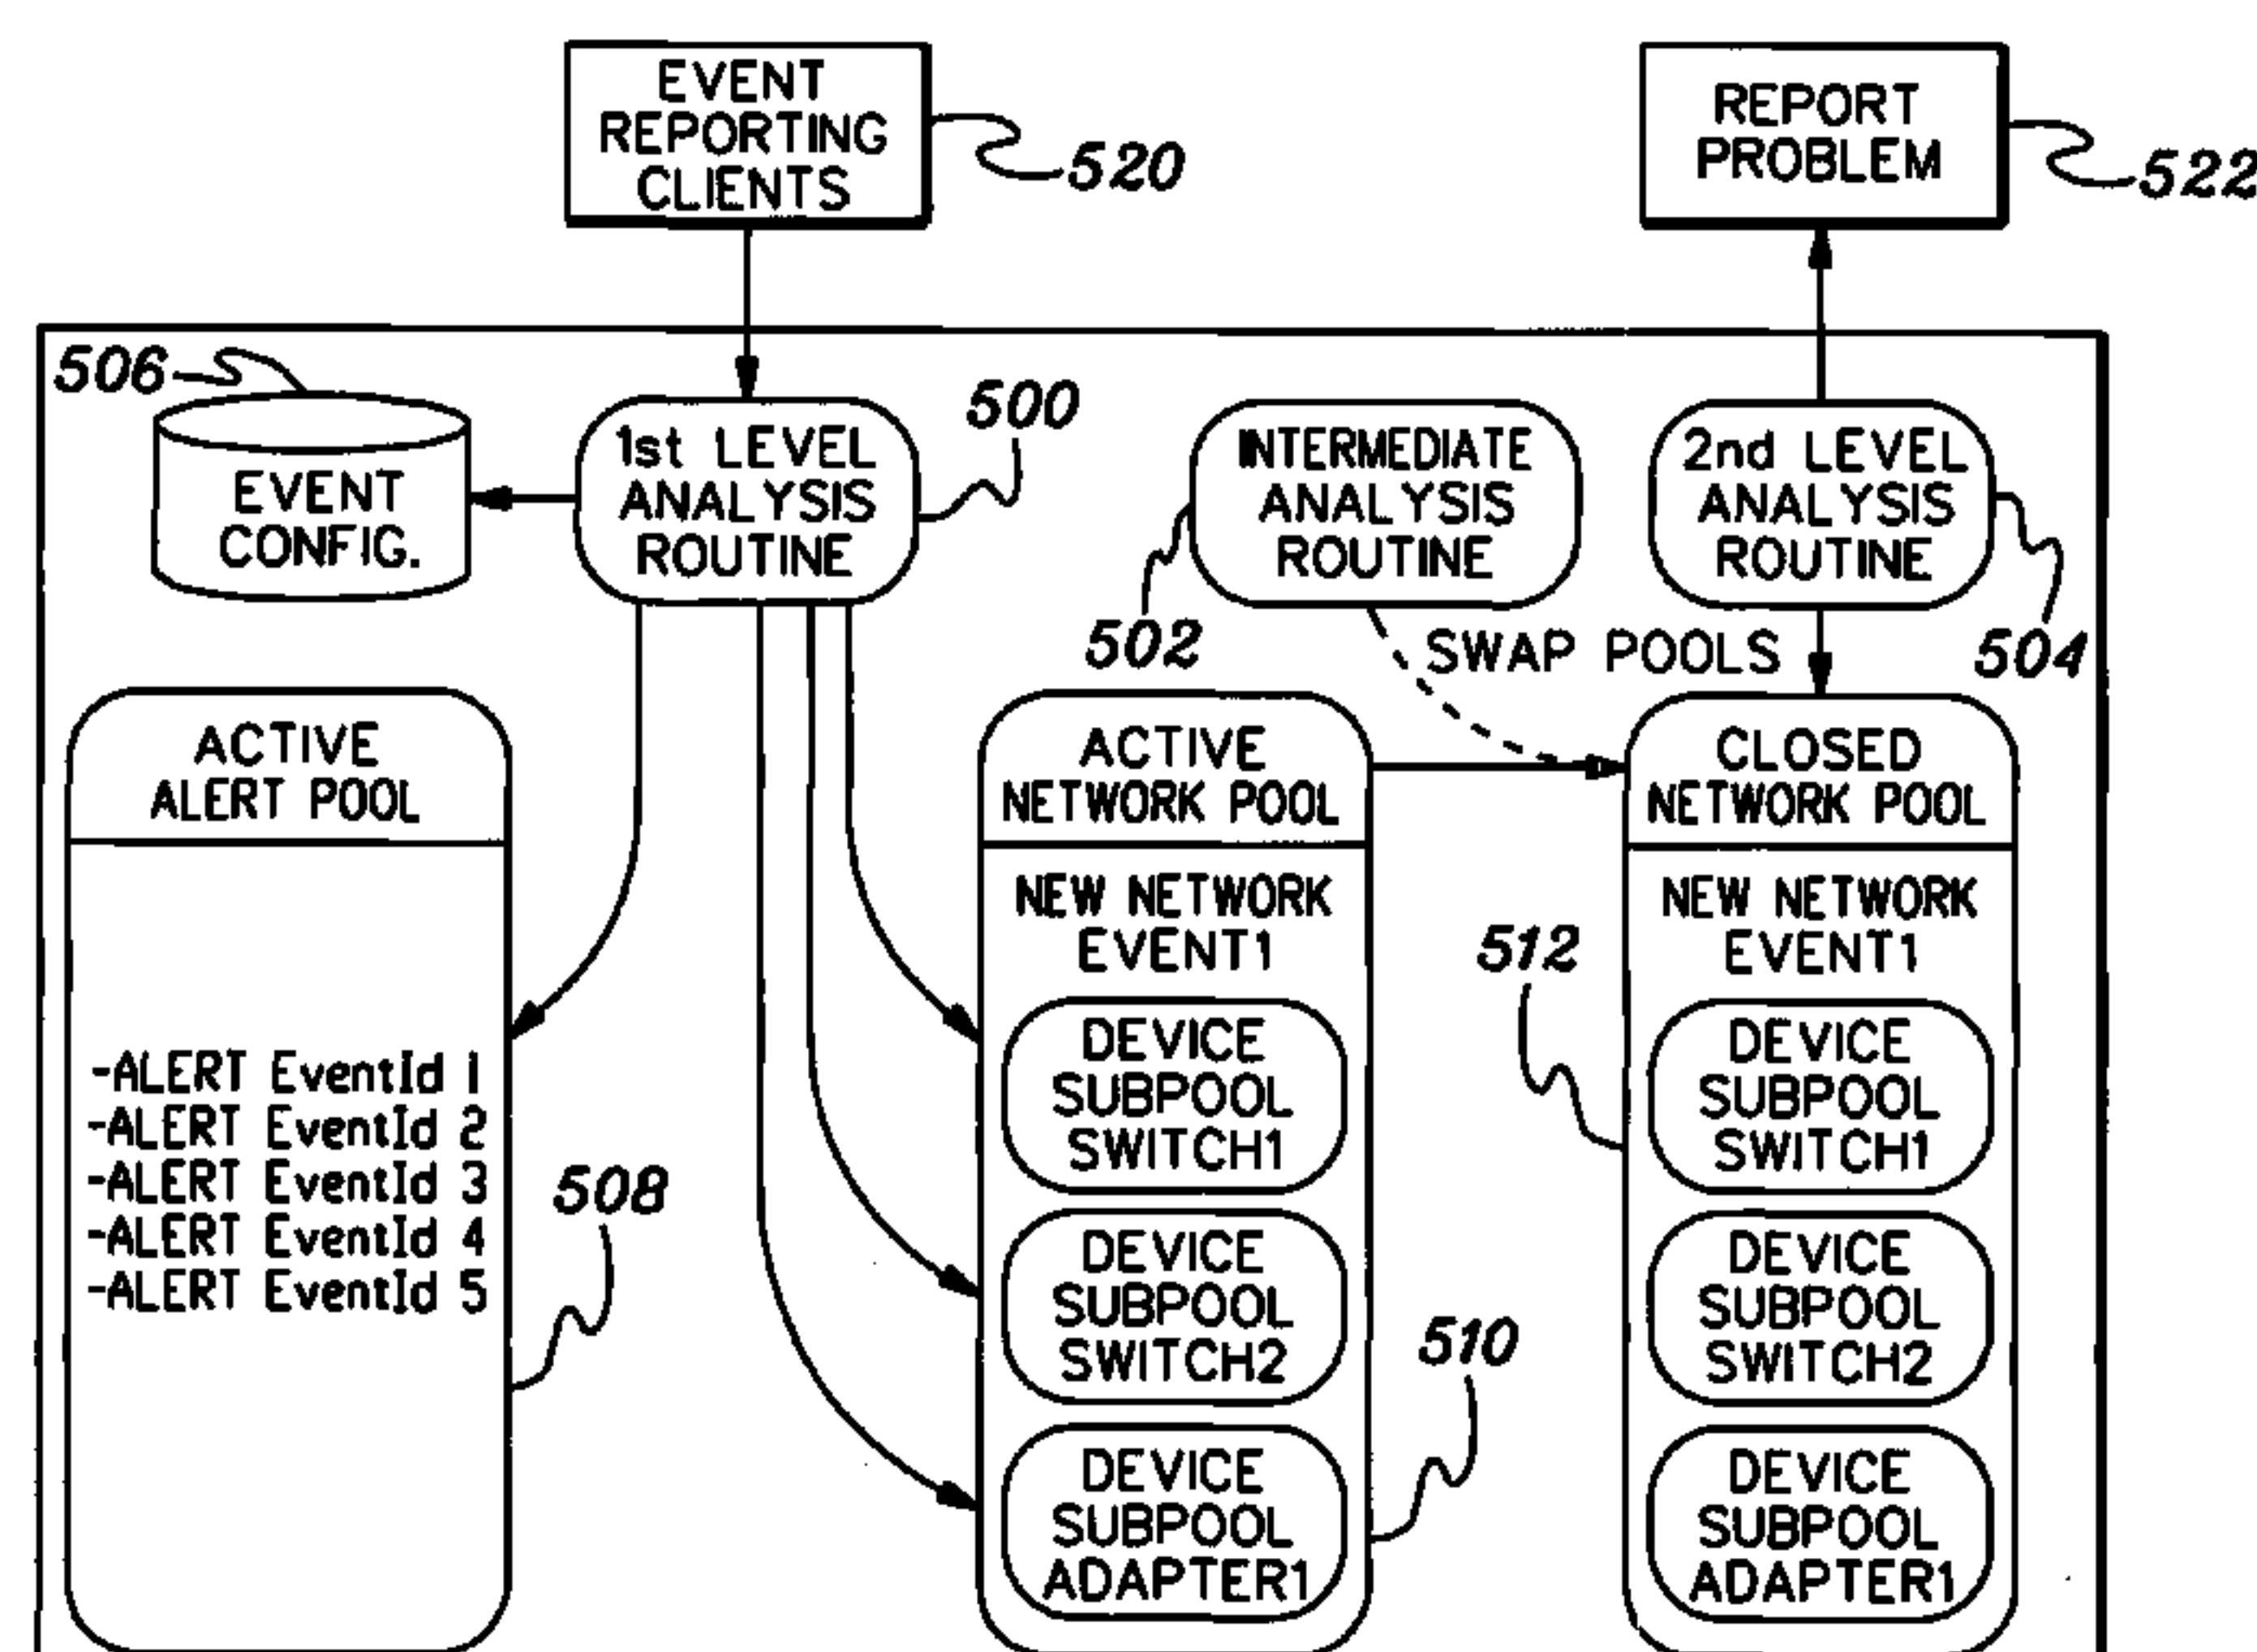 EVENT
REPORTING
CLIENTS
520
REPORT
PROBLEM
522
506
EVENT
CONFIG.
1st LEVEL
ANALYSIS
ROUTINE
500
INTERMEDIATE
ANALYSIS
ROUTINE
502
2nd LEVEL
ANALYSIS
ROUTINE
504
SWAP POOLS
ACTIVE
ALERT POOL
-ALERT EventId 1
-ALERT EventId 2
-ALERT EventId 3
-ALERT EventId 4
-ALERT EventId 5
508
ACTIVE
NETWORK POOL
NEW NETWORK
EVENT1
DEVICE
SUBPOOL
SWITCH1
DEVICE
SUBPOOL
SWITCH2
DEVICE
SUBPOOL
ADAPTER1
510
CLOSED
NETWORK POOL
NEW NETWORK
EVENT1
512
DEVICE
SUBPOOL
SWITCH1
DEVICE
SUBPOOL
SWITCH2
DEVICE
SUBPOOL
ADAPTER1